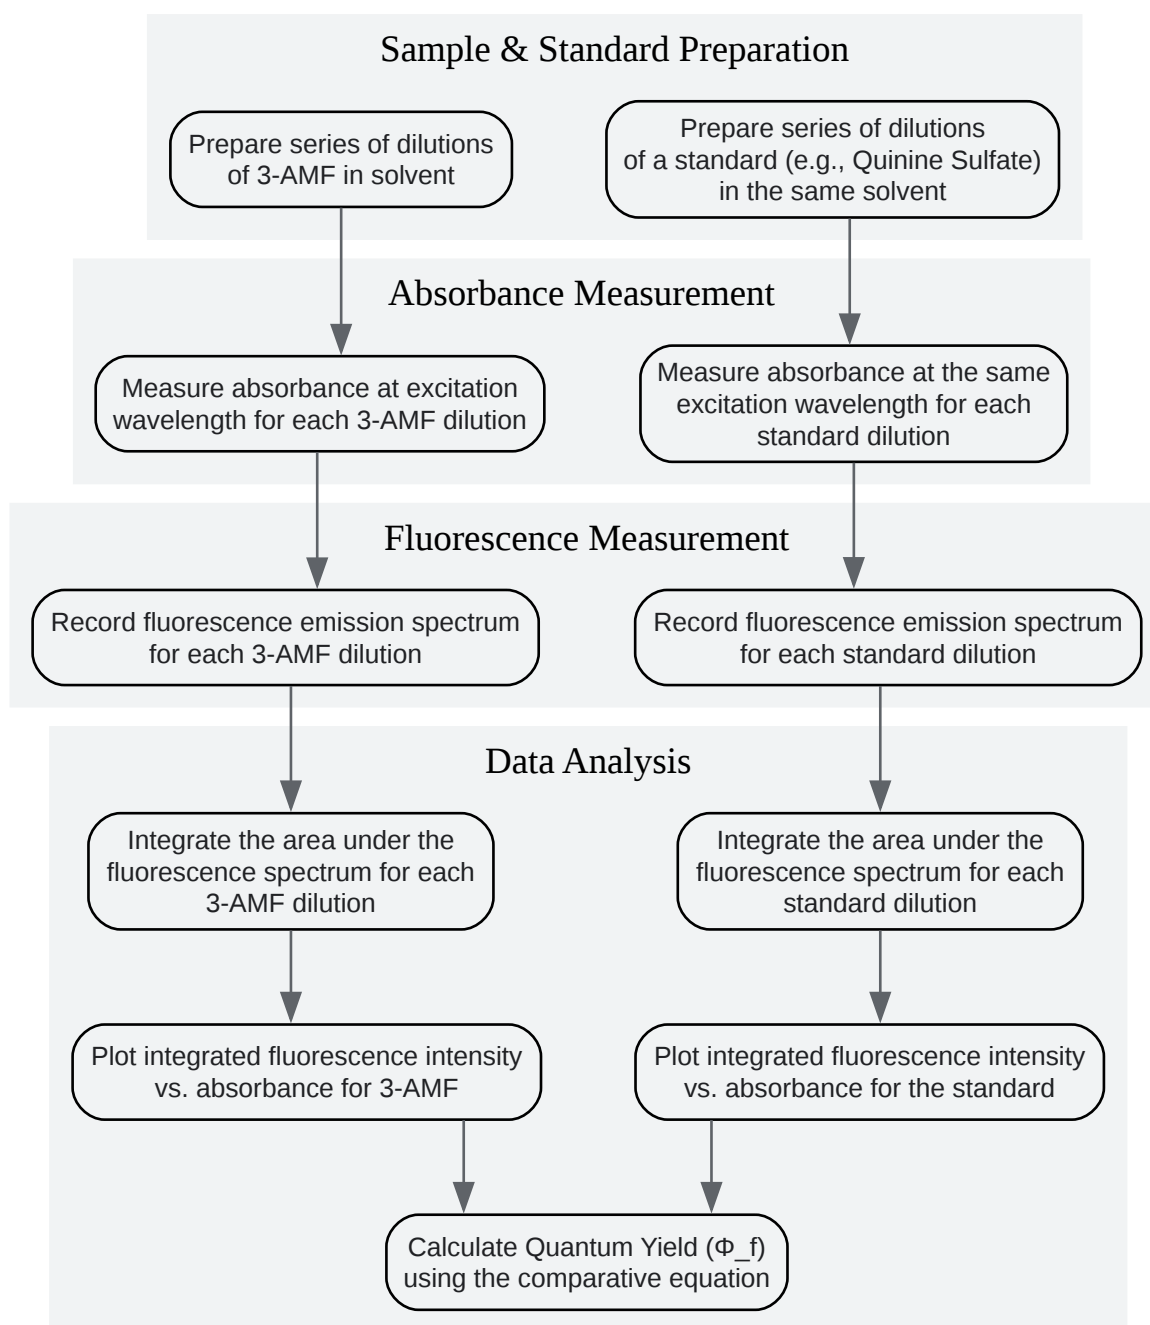 Sample & Standard Preparation
Prepare series of dilutions
of 3-AMF in solvent
Prepare series of dilutions
of a standard (e.g., Quinine Sulfate)
in the same solvent
Absorbance Measurement
Measure absorbance at excitation
wavelength for each 3-AMF dilution
Measure absorbance at the same
excitation wavelength for each
standard dilution
Fluorescence Measurement
Record fluorescence emission spectrum
for each 3-AMF dilution
Record fluorescence emission spectrum
for each standard dilution
Data Analysis
Integrate the area under the
fluorescence spectrum for each
3-AMF dilution
Integrate the area under the
fluorescence spectrum for each
standard dilution
Plot integrated fluorescence intensity
vs. absorbance for 3-AMF
Plot integrated fluorescence intensity
vs. absorbance for the standard
Calculate Quantum Yield (Φ_f)
using the comparative equation